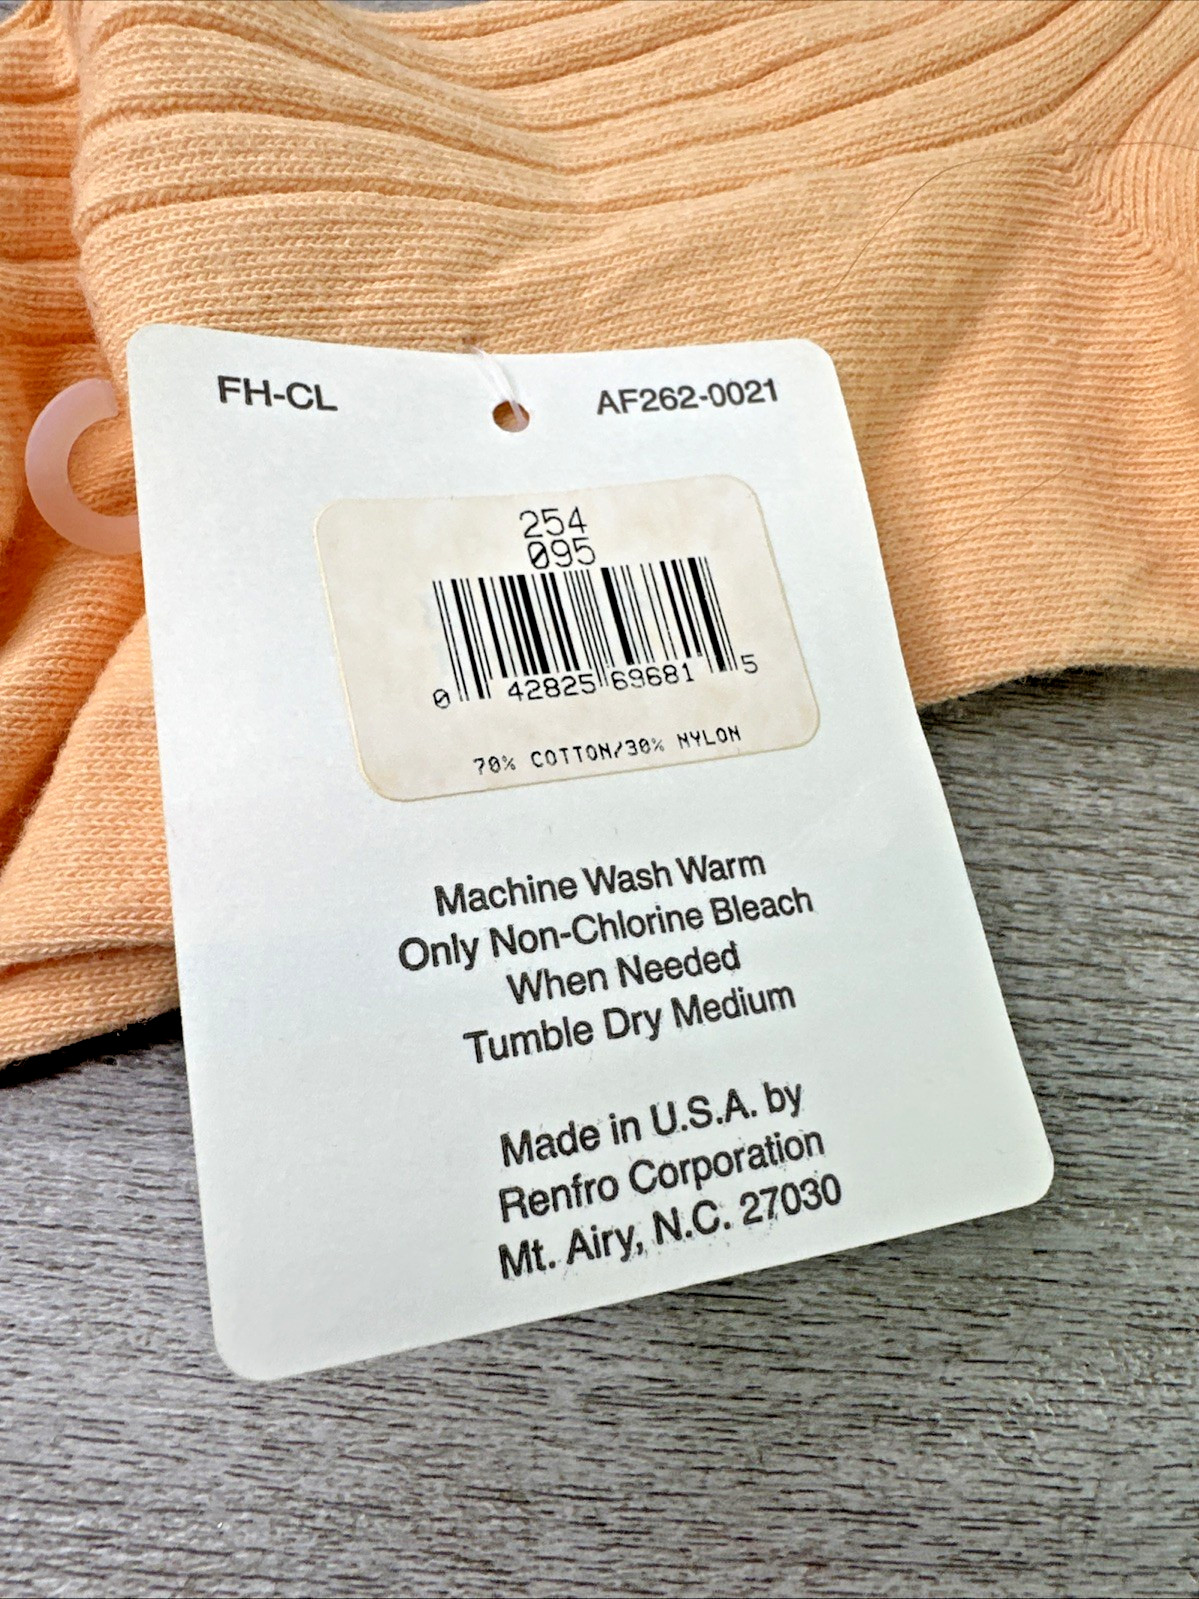 FH-CL AF262-0021
254
095
0 42825 69681 5
70% COTTON/30% NYLON
Machine Wash Warm
Only Non-Chlorine Bleach
When Needed
Tumble Dry Medium
Made in U.S.A. by
Renfro Corporation
Mt. Airy, N.C. 27030